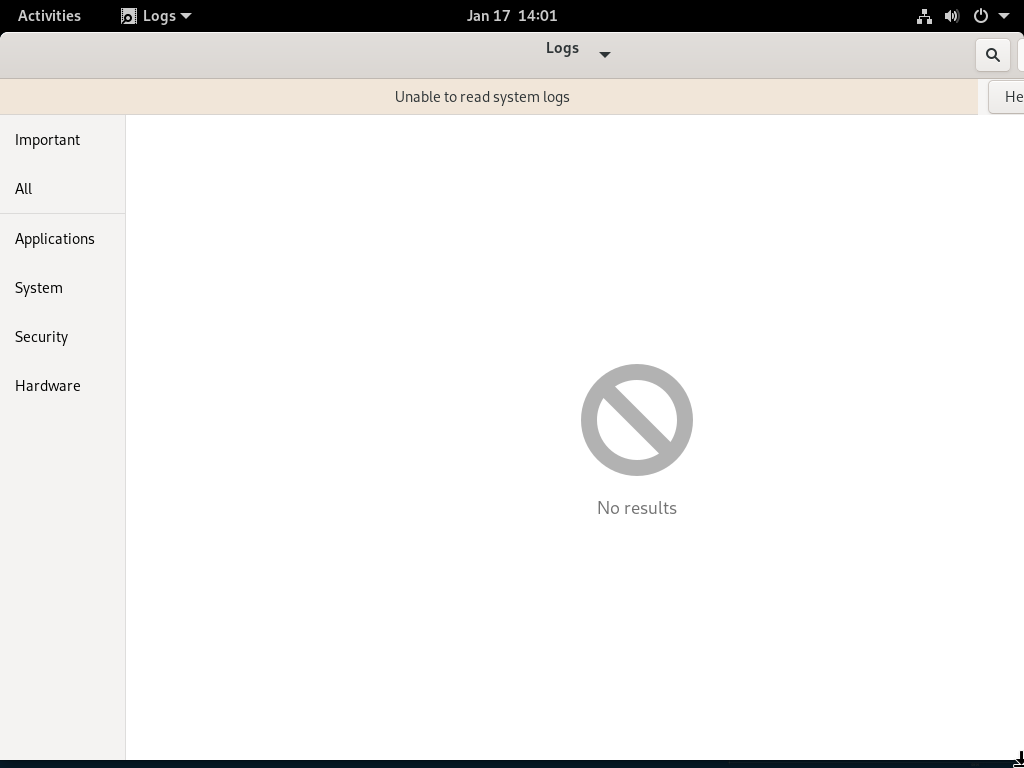 Activities
Logs
Jan 17 14:01
Logs
Unable to read system logs
Important
All
Applications
System
Security
Hardware
No results